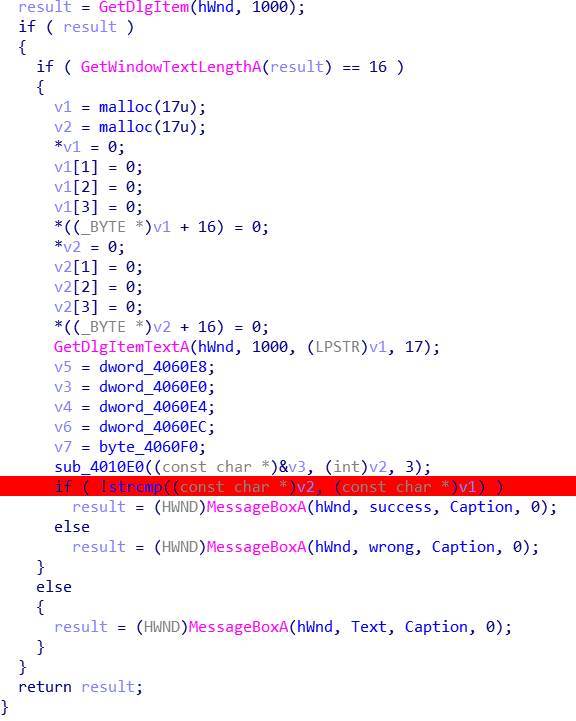 result = GetDlgItem(hWnd, 1000);
if ( result )
{
if ( GetWindowTextLengthA(result) == 16 )
{
v1 = malloc(17u);
v2 = malloc(17u);
*v1 = 0;
v1[1] = 0;
v1[2] = 0;
v1[3] = 0;
*((_BYTE *)v1 + 16) = 0;
*v2 = 0;
v2[1] = 0;
v2[2] = 0;
v2[3] = 0;
*((_BYTE *)v2 + 16) = 0;
GetDlgItemTextA(hWnd, 1000, (LPSTR)v1, 17);
v5 = dword_4060E8;
v3 = dword_4060E0;
v4 = dword_4060E4;
v6 = dword_4060EC;
v7 = byte_4060F0;
sub_4010E0((const char *)&v3, (int)v2, 3);
if ( !strcmp((const char *)v2, (const char *)v1) )
result = (HWND)MessageBoxA(hWnd, success, Caption, 0);
else
result = (HWND)MessageBoxA(hWnd, wrong, Caption, 0);
}
else
{
result = (HWND)MessageBoxA(hWnd, Text, Caption, 0);
}
}
return result;
}